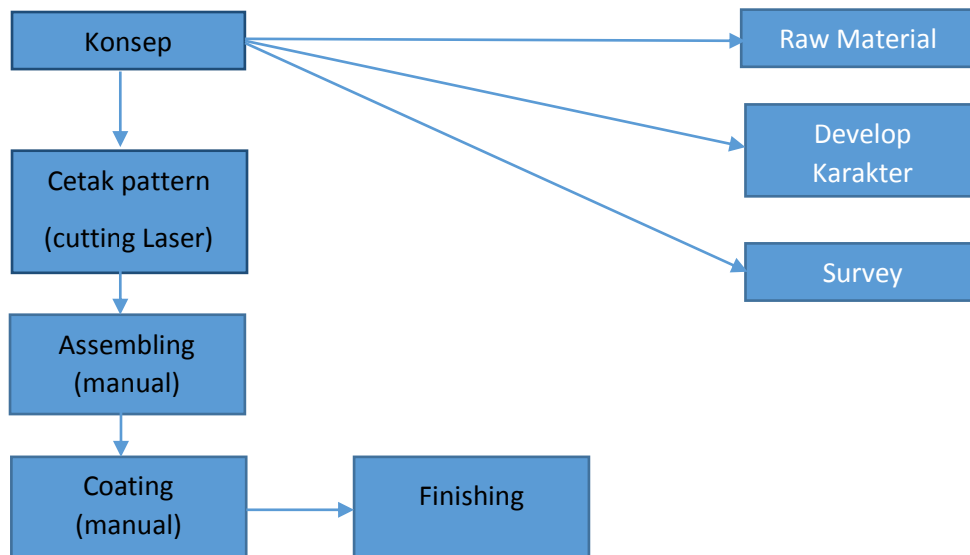 Konsep
Raw Material
Develop
Karakter
Cetak pattern
(cutting Laser)
Survey
Assembling
(manual)
Coating
(manual)
Finishing